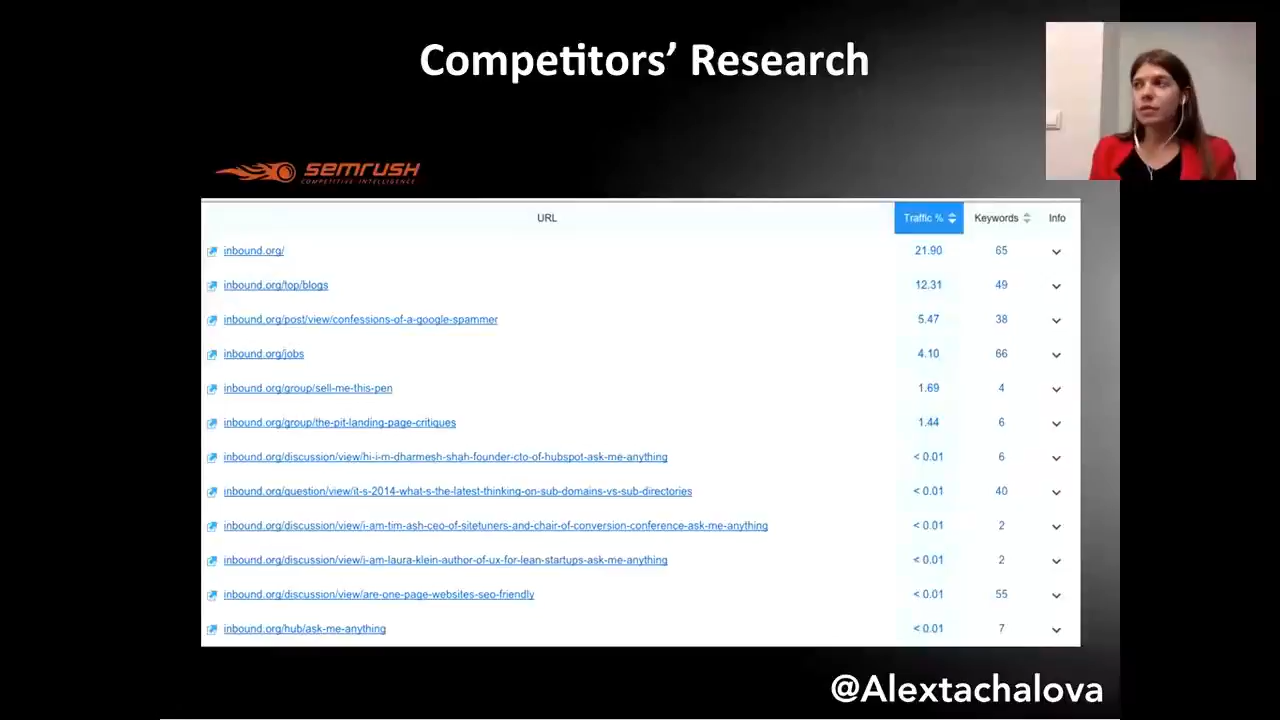 Competitors' Research
semrush
COMPETITIVE INTELLIGENCE
URL Traffic % Keywords Info
inbound.org/ 21.90 65
inbound.org/top/blogs 12.31 49
inbound.org/post/view/confessions-of-a-google-spammer 5.47 38
inbound.org/jobs 4.10 66
inbound.org/group/sell-me-this-pen 1.69 4
inbound.org/group/the-pit-landing-page-critiques 1.44 6
inbound.org/discussion/view/hi-i-m-dharmesh-shah-founder-cto-of-hubspot-ask-me-anything < 0.01 6
inbound.org/question/view/it-s-2014-what-s-the-latest-thinking-on-sub-domains-vs-sub-directories < 0.01 40
inbound.org/discussion/view/i-am-tim-ash-ceo-of-sitetuners-and-chair-of-conversion-conference-ask-me-anything < 0.01 2
inbound.org/discussion/view/i-am-laura-klein-author-of-ux-for-lean-startups-ask-me-anything < 0.01 2
inbound.org/discussion/view/are-one-page-websites-seo-friendly < 0.01 55
inbound.org/hub/ask-me-anything < 0.01 7
@Alextachalova